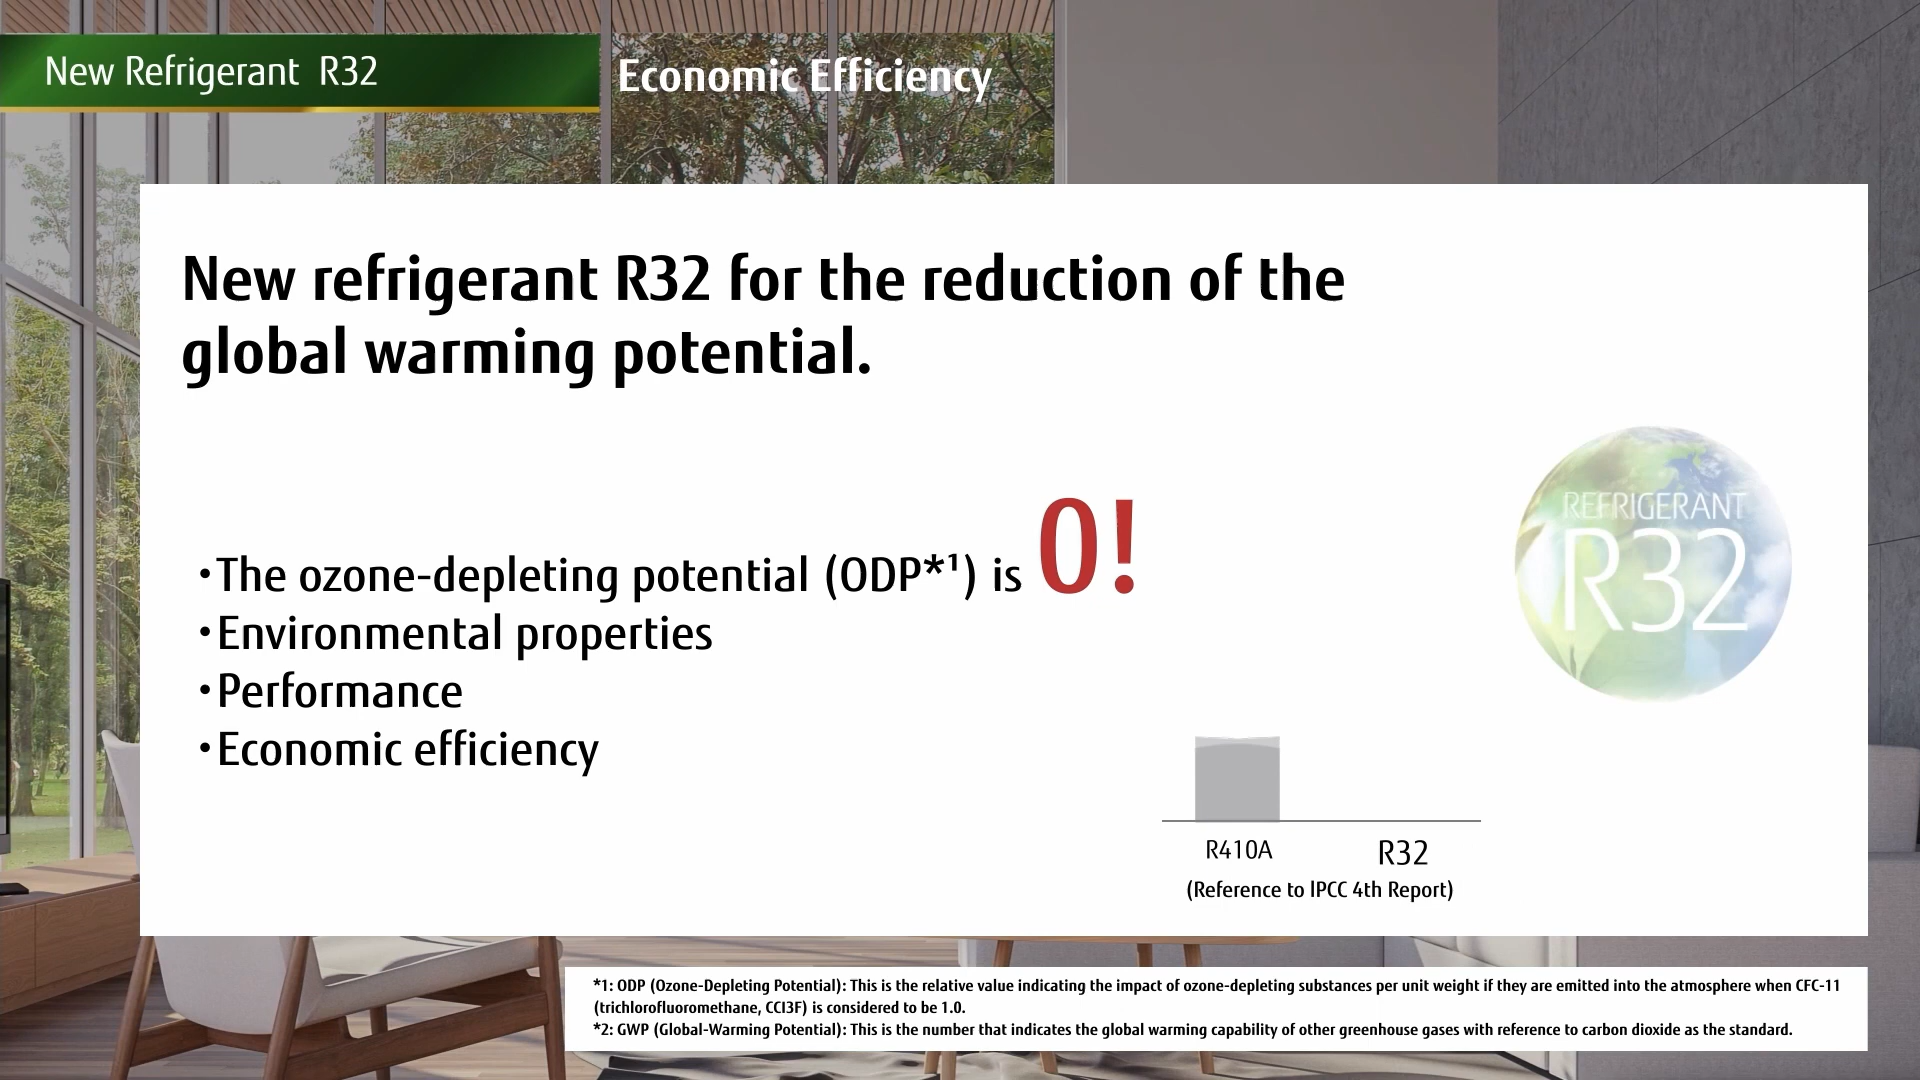 New Refrigerant R32
Economic Efficiency
New refrigerant R32 for the reduction of the
global warming potential.
・The ozone-depleting potential (ODP*¹) is 0!
・Environmental properties
・Performance
・Economic efficiency
REFRIGERANT
R32
R410A R32
(Reference to IPCC 4th Report)
*1: ODP (Ozone-Depleting Potential): This is the relative value indicating the impact of ozone-depleting substances per unit weight if they are emitted into the atmosphere when CFC-11
(trichlorofluoromethane, CCI3F) is considered to be 1.0.
*2: GWP (Global-Warming Potential): This is the number that indicates the global warming capability of other greenhouse gases with reference to carbon dioxide as the standard.